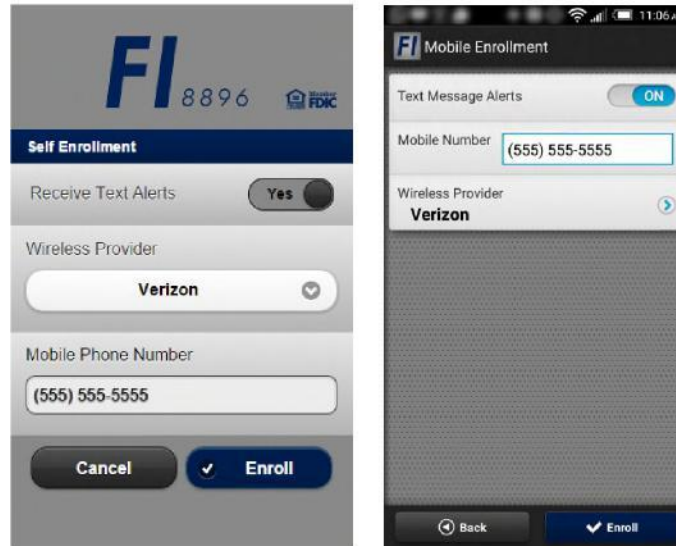 FI 8896 Member FDIC
Self Enrollment
Receive Text Alerts Yes
Wireless Provider
Verizon
Mobile Phone Number
(555) 555-5555
Cancel Enroll
11:06
FI Mobile Enrollment
Text Message Alerts ON
Mobile Number (555) 555-5555
Wireless Provider
Verizon
Back Enroll